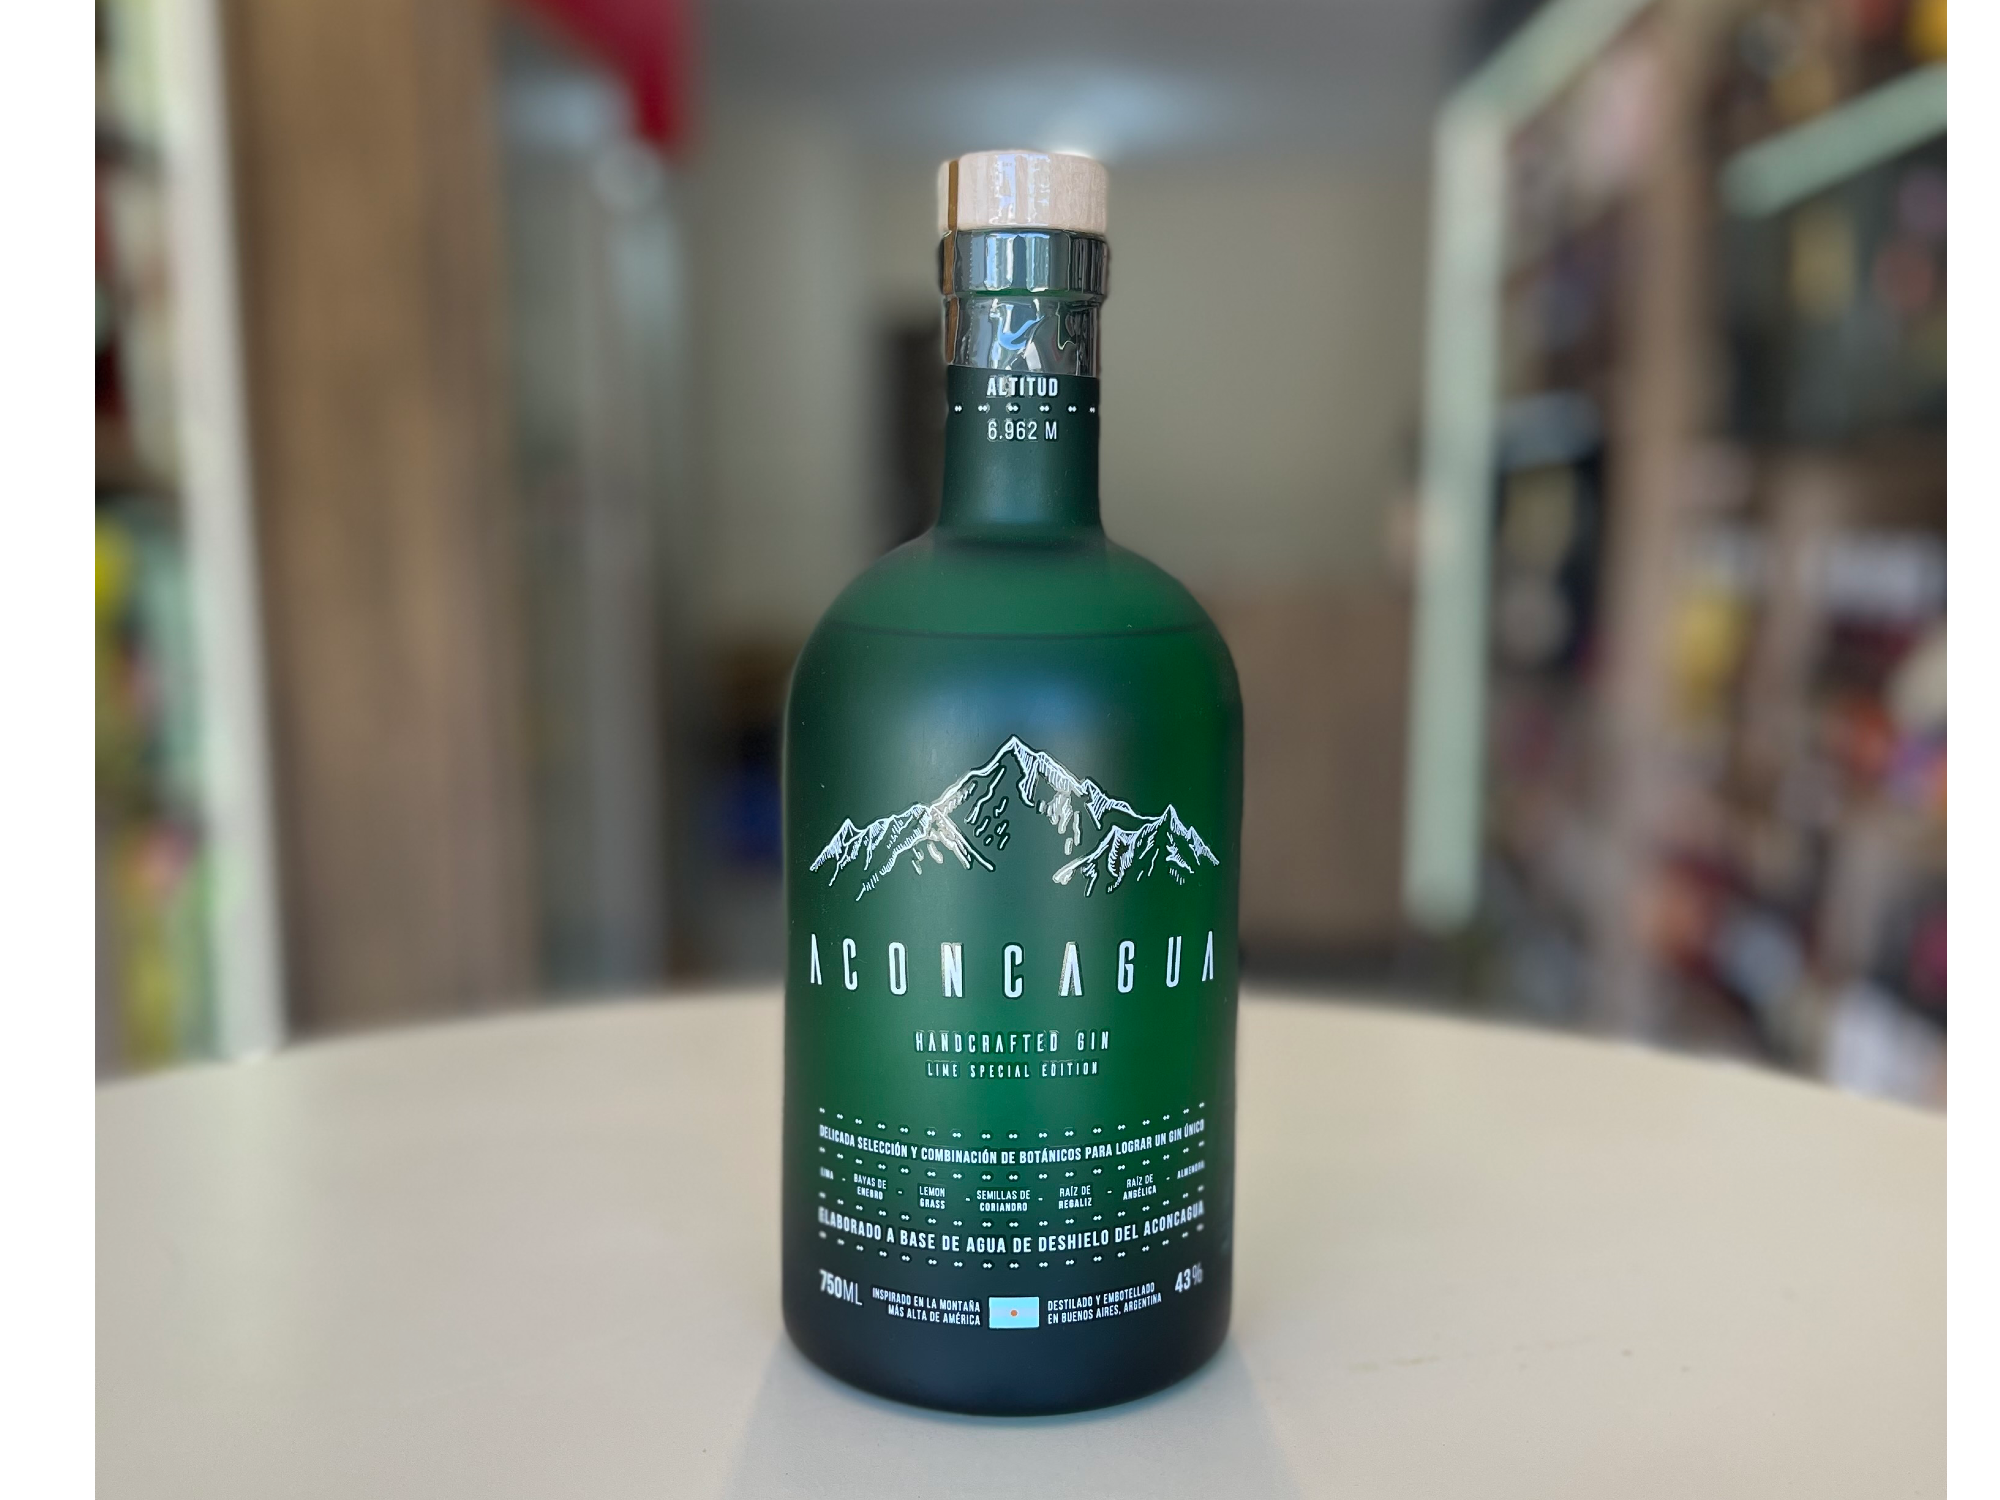 ALTITUD
6.962 M
ACONCAGUA
HANDCRAFTED GIN
LIME SPECIAL EDITION
DELICADA SELECCIÓN Y COMBINACIÓN DE BOTÁNICOS PARA LOGRAR UN GIN ÚNICO
LIMA - BAYAS DE ENEBRO - LEMON GRASS - SEMILLAS DE CORIANDRO - RAÍZ DE REGALIZ - RAÍZ DE ANGÉLICA - ALMENDRA
ELABORADO A BASE DE AGUA DE DESHIELO DEL ACONCAGUA
750ML
INSPIRADO EN LA MONTAÑA
MÁS ALTA DE AMÉRICA
DESTILADO Y EMBOTELLADO
EN BUENOS AIRES, ARGENTINA
43%